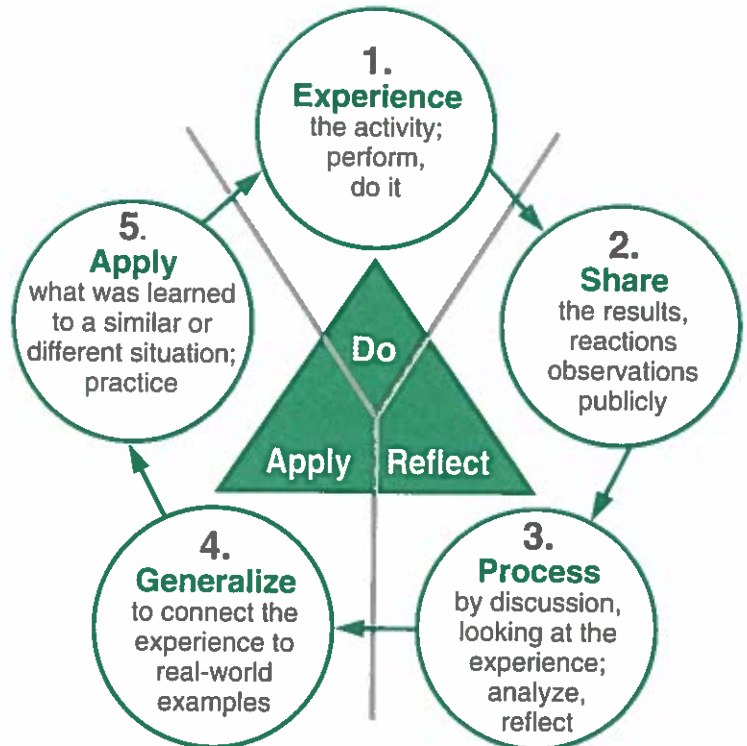 1.
Experience
the activity;
perform,
do it
2.
Share
the results,
reactions
observations
publicly
3.
Process
by discussion,
looking at the
experience;
analyze,
reflect
4.
Generalize
to connect the
experience to
real-world
examples
5.
Apply
what was learned
to a similar or
different situation;
practice
Do
Apply
Reflect